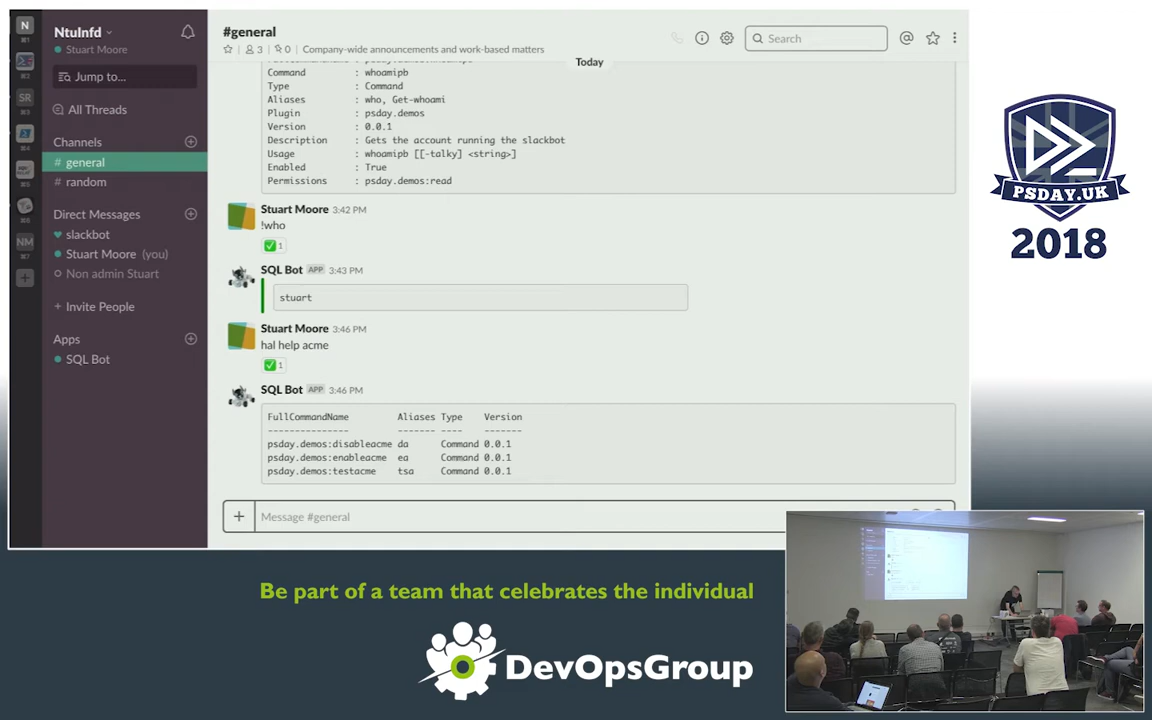 N
NtuInfd
Stuart Moore
Jump to...
All Threads
Channels
# general
# random
Direct Messages
slackbot
Stuart Moore (you)
Non admin Stuart
+ Invite People
Apps
SQL Bot
SR
NM
#general
3
0
Company-wide announcements and work-based matters
Search
Today
Command : whoamipb
Type : Command
Aliases : who, Get-whoami
Plugin : psday.demos
Version : 0.0.1
Description : Gets the account running the slackbot
Usage : whoamipb [[-talky] <string>]
Enabled : True
Permissions : psday.demos:read
Stuart Moore 3:42 PM
!who
1
SQL Bot APP 3:43 PM
stuart
Stuart Moore 3:46 PM
hal help acme
1
SQL Bot APP 3:46 PM
FullCommandName Aliases Type Version
--------------- ------- ---- -------
psday.demos:disableacme da Command 0.0.1
psday.demos:enableacme ea Command 0.0.1
psday.demos:testacme tsa Command 0.0.1
Message #general
PSDAY.UK
2018
Be part of a team that celebrates the individual
DevOpsGroup